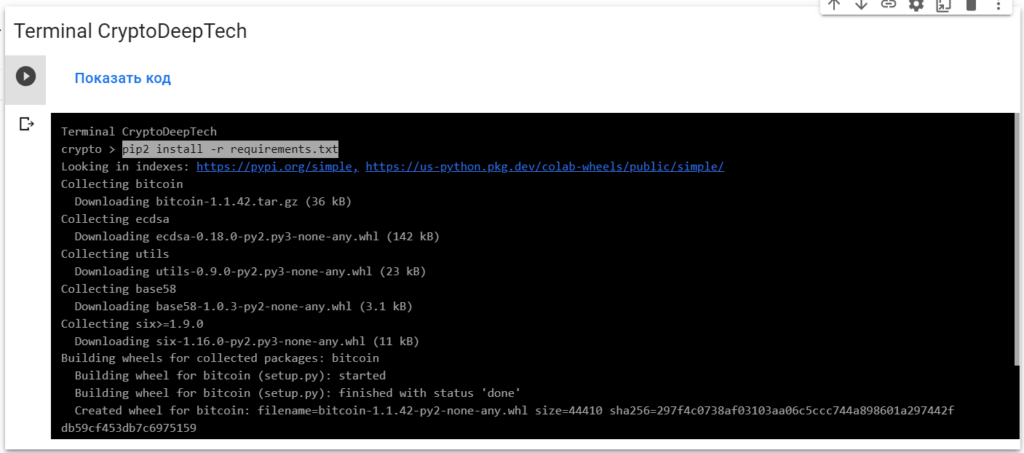 Terminal CryptoDeepTech
Показать код
Terminal CryptoDeepTech
crypto > pip2 install -r requirements.txt
Looking in indexes: https://pypi.org/simple, https://us-python.pkg.dev/colab-wheels/public/simple/
Collecting bitcoin
Downloading bitcoin-1.1.42.tar.gz (36 kB)
Collecting ecdsa
Downloading ecdsa-0.18.0-py2.py3-none-any.whl (142 kB)
Collecting utils
Downloading utils-0.9.0-py2.py3-none-any.whl (23 kB)
Collecting base58
Downloading base58-1.0.3-py2-none-any.whl (3.1 kB)
Collecting six>=1.9.0
Downloading six-1.16.0-py2.py3-none-any.whl (11 kB)
Building wheels for collected packages: bitcoin
Building wheel for bitcoin (setup.py): started
Building wheel for bitcoin (setup.py): finished with status 'done'
Created wheel for bitcoin: filename=bitcoin-1.1.42-py2-none-any.whl size=44410 sha256=297f4c0738af03103aa06c5ccc744a898601a297442f
db59cf453db7c6975159